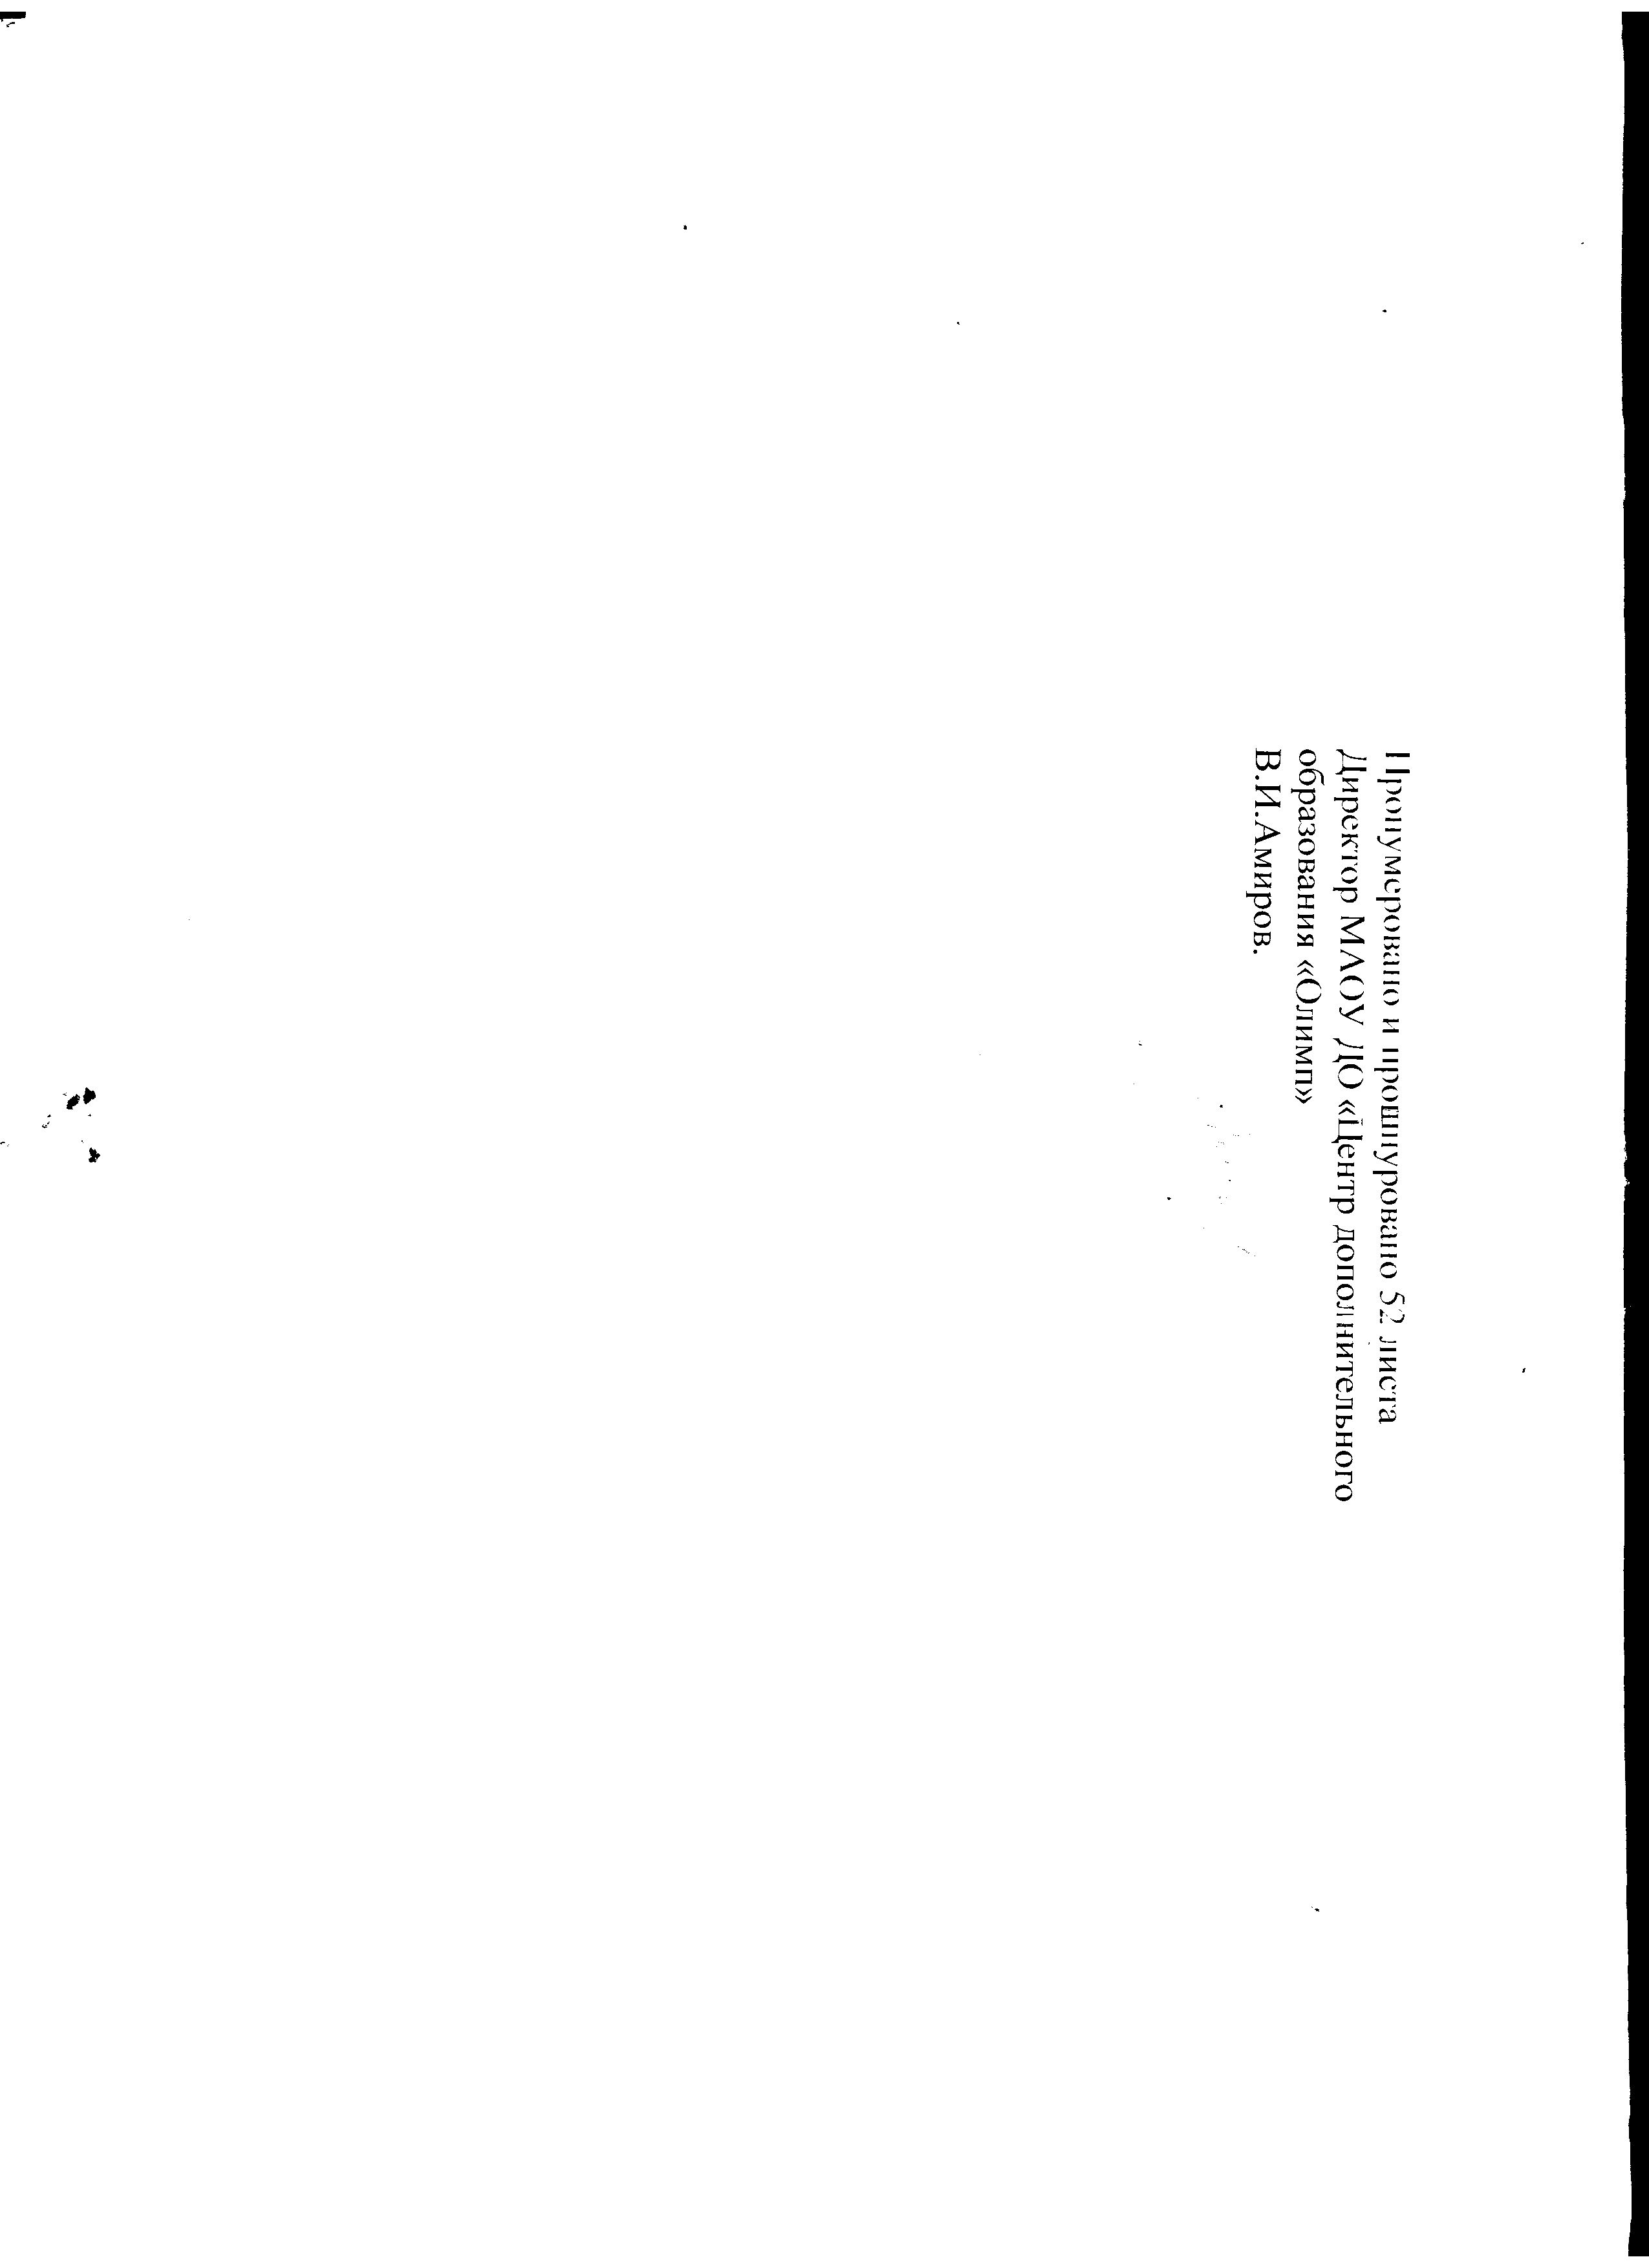 Пронумеровано и прошнуровано 52 листа
Директор МАОУ ДО «Центр дополнительного
образования «Олимп»
В.И.Амиров.